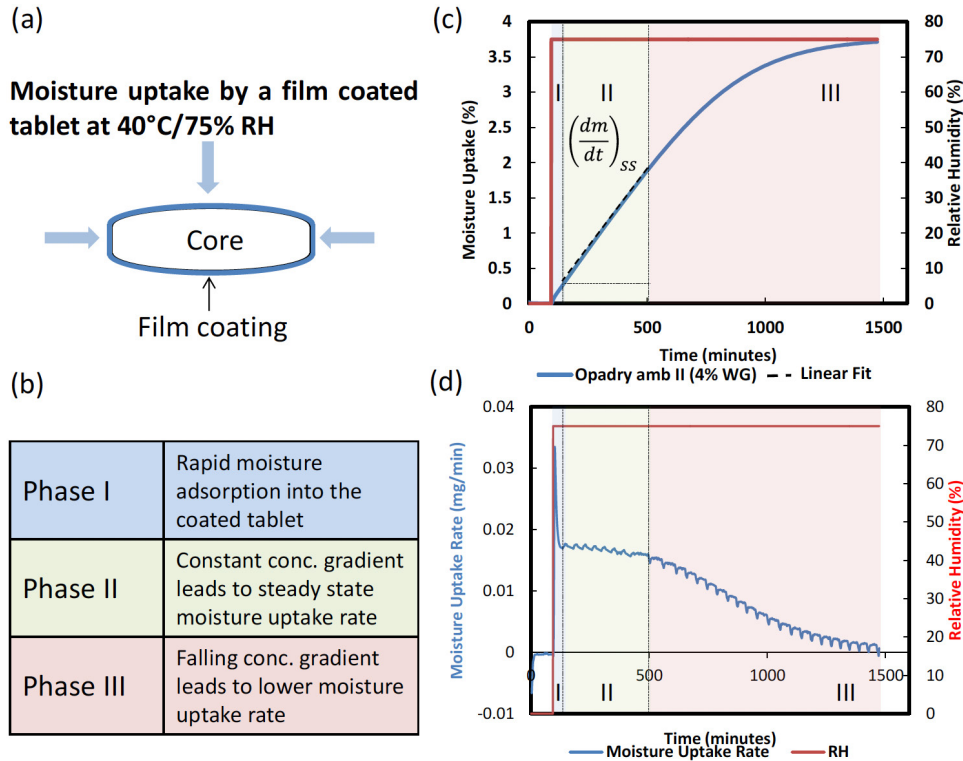 (a)
Moisture uptake by a film coated
tablet at 40°C/75% RH
Core
Film coating
(b)
Phase I
Rapid moisture
adsorption into the
coated tablet
Phase II
Constant conc. gradient
leads to steady state
moisture uptake rate
Phase III
Falling conc. gradient
leads to lower moisture
uptake rate
(c)
Moisture Uptake (%)
4
3.5
3
2.5
2
1.5
1
0.5
0
I
II
III
(dm/dt)SS
80
70
60
50
40
30
20
10
0
Relative Humidity (%)
0 500 1000 1500
Time (minutes)
Opadry amb II (4% WG)
Linear Fit
(d)
Moisture Uptake Rate (mg/min)
0.04
0.03
0.02
0.01
0
-0.01
80
70
60
50
40
30
20
10
0
Relative Humidity (%)
0 500 1000 1500
I
II
III
Time (minutes)
Moisture Uptake Rate
RH